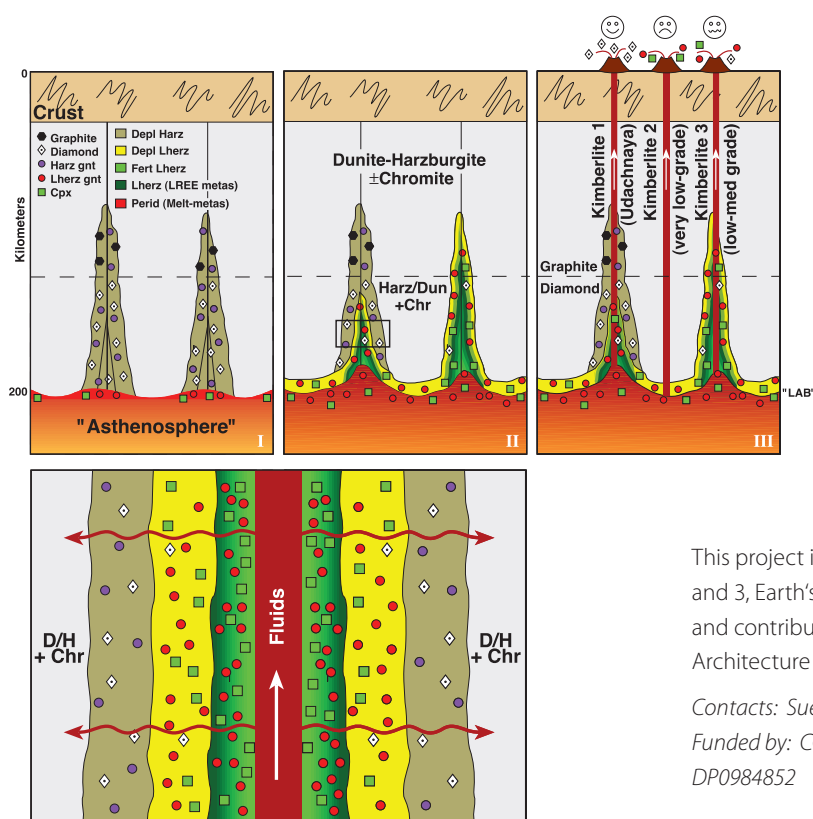 0
Crust
Graphite
Diamond
Harz gnt
Lherz gnt
Cpx
Depl Harz
Depl Lherz
Fert Lherz
Lherz (LREE metas)
Perid (Melt-metas)
Kilometers
200
"Asthenosphere"
I
Dunite-Harzburgite
±Chromite
Harz/Dun
+Chr
II
Kimberlite 1
(Udachnaya)
Kimberlite 2
(very low-grade)
Kimberlite 3
(low-med grade)
Graphite
Diamond
"LAB"
III
D/H
+ Chr
Fluids
D/H
+ Chr
This project i
and 3, Earth's
and contribu
Architecture
Contacts: Sue
Funded by: C
DP0984852